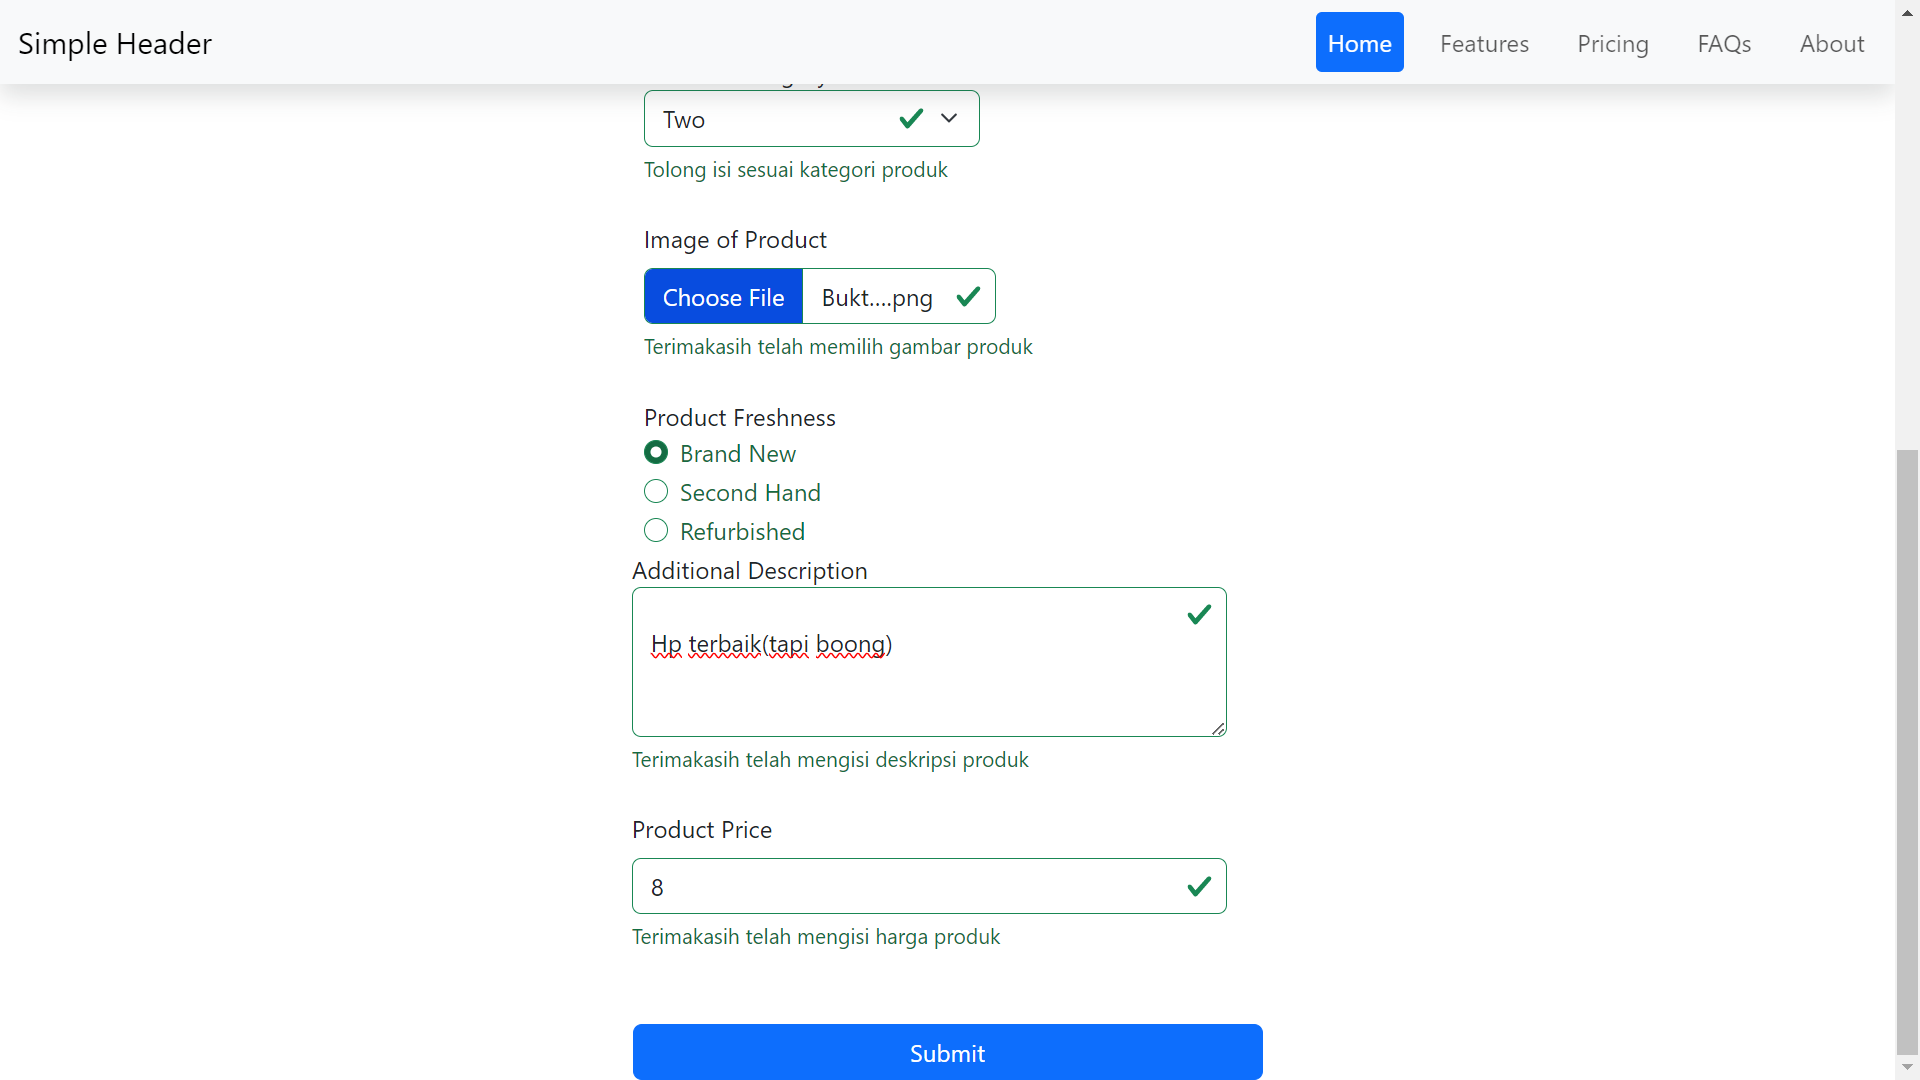 Simple Header
Home
Features
Pricing
FAQs
About
Two
Tolong isi sesuai kategori produk
Image of Product
Choose File
Bukt....png
Terimakasih telah memilih gambar produk
Product Freshness
Brand New
Second Hand
Refurbished
Additional Description
Hp terbaik(tapi boong)
Terimakasih telah mengisi deskripsi produk
Product Price
8
Terimakasih telah mengisi harga produk
Submit